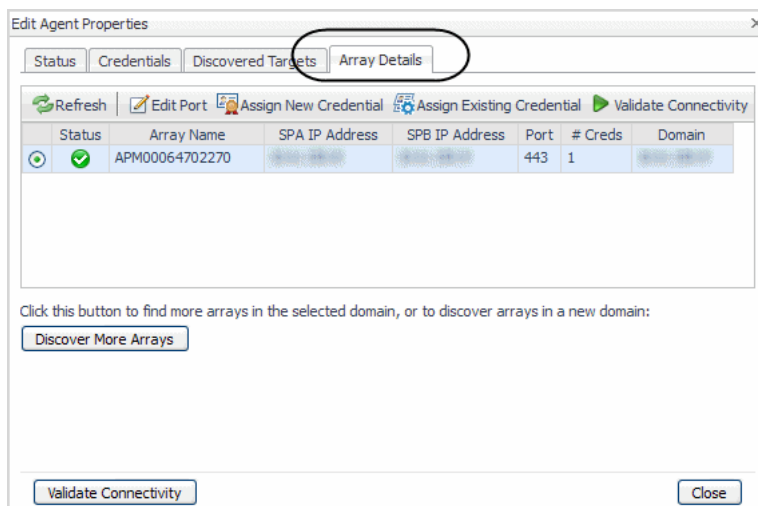 Edit Agent Properties
Status Credentials Discovered Targets Array Details
Refresh Edit Port Assign New Credential Assign Existing Credential Validate Connectivity
Status Array Name SPA IP Address SPB IP Address Port # Creds Domain
APM00064702270 443 1
Click this button to find more arrays in the selected domain, or to discover arrays in a new domain:
Discover More Arrays
Validate Connectivity Close